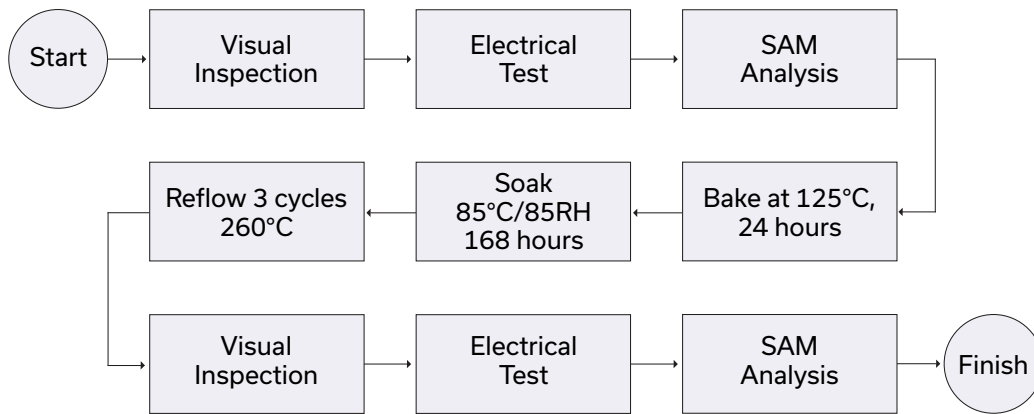 Start
Visual
Inspection
Electrical
Test
SAM
Analysis
Bake at 125°C,
24 hours
Soak
85°C/85RH
168 hours
Reflow 3 cycles
260°C
Visual
Inspection
Electrical
Test
SAM
Analysis
Finish